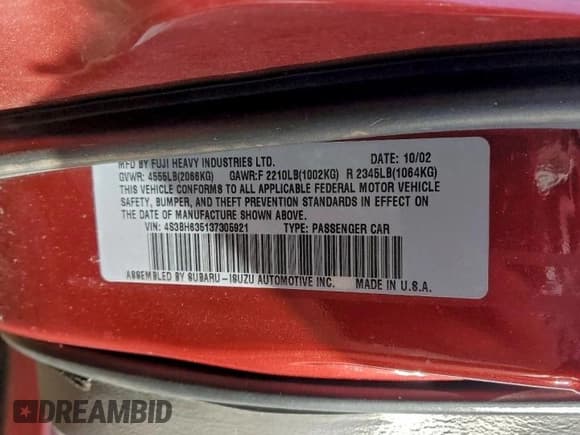 MFD BY FUJI HEAVY INDUSTRIES LTD. DATE: 10/02
GVWR: 4555LB(2066KG) GAWR:F 2210LB(1002KG) R 2345LB(1064KG)
THIS VEHICLE CONFORMS TO ALL APPLICABLE FEDERAL MOTOR VEHICLE
SAFETY, BUMPER, AND THEFT PREVENTION STANDARDS IN EFFECT ON
THE DATE OF MANUFACTURE SHOWN ABOVE.
VIN: 4S3BH635137305921 TYPE: PASSENGER CAR
ASSEMBLED BY SUBARU-ISUZU AUTOMOTIVE INC. MADE IN U.S.A.
DREAMBID